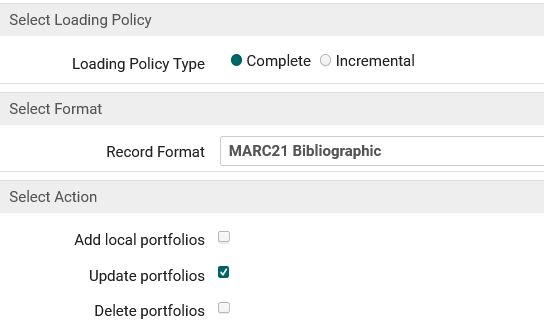 Select Loading Policy
Loading Policy Type Complete Incremental
Select Format
Record Format MARC21 Bibliographic
Select Action
Add local portfolios
Update portfolios
Delete portfolios